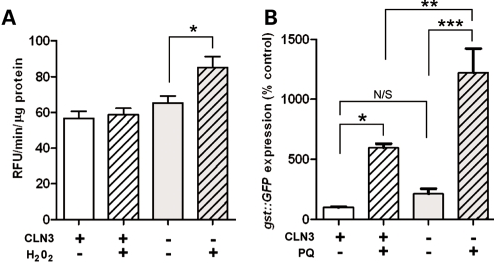 A
RFU/min/µg protein
100
80
60
40
20
0
*
CLN3 + + - -
H₂O₂ - + - +
B
gst::GFP expression (% control)
1500
1000
500
0
**
***
N/S
*
CLN3 + + - -
PQ - + - +